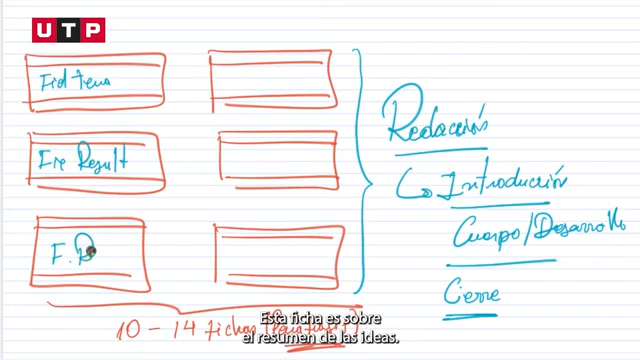 UTP
Fid tema
Redacción
Fie Result
Introducción
Cuerpo/Desarrollo
F. R
Cierre
10 - 14 fichas
Esta ficha es sobre
el resumen de las ideas.